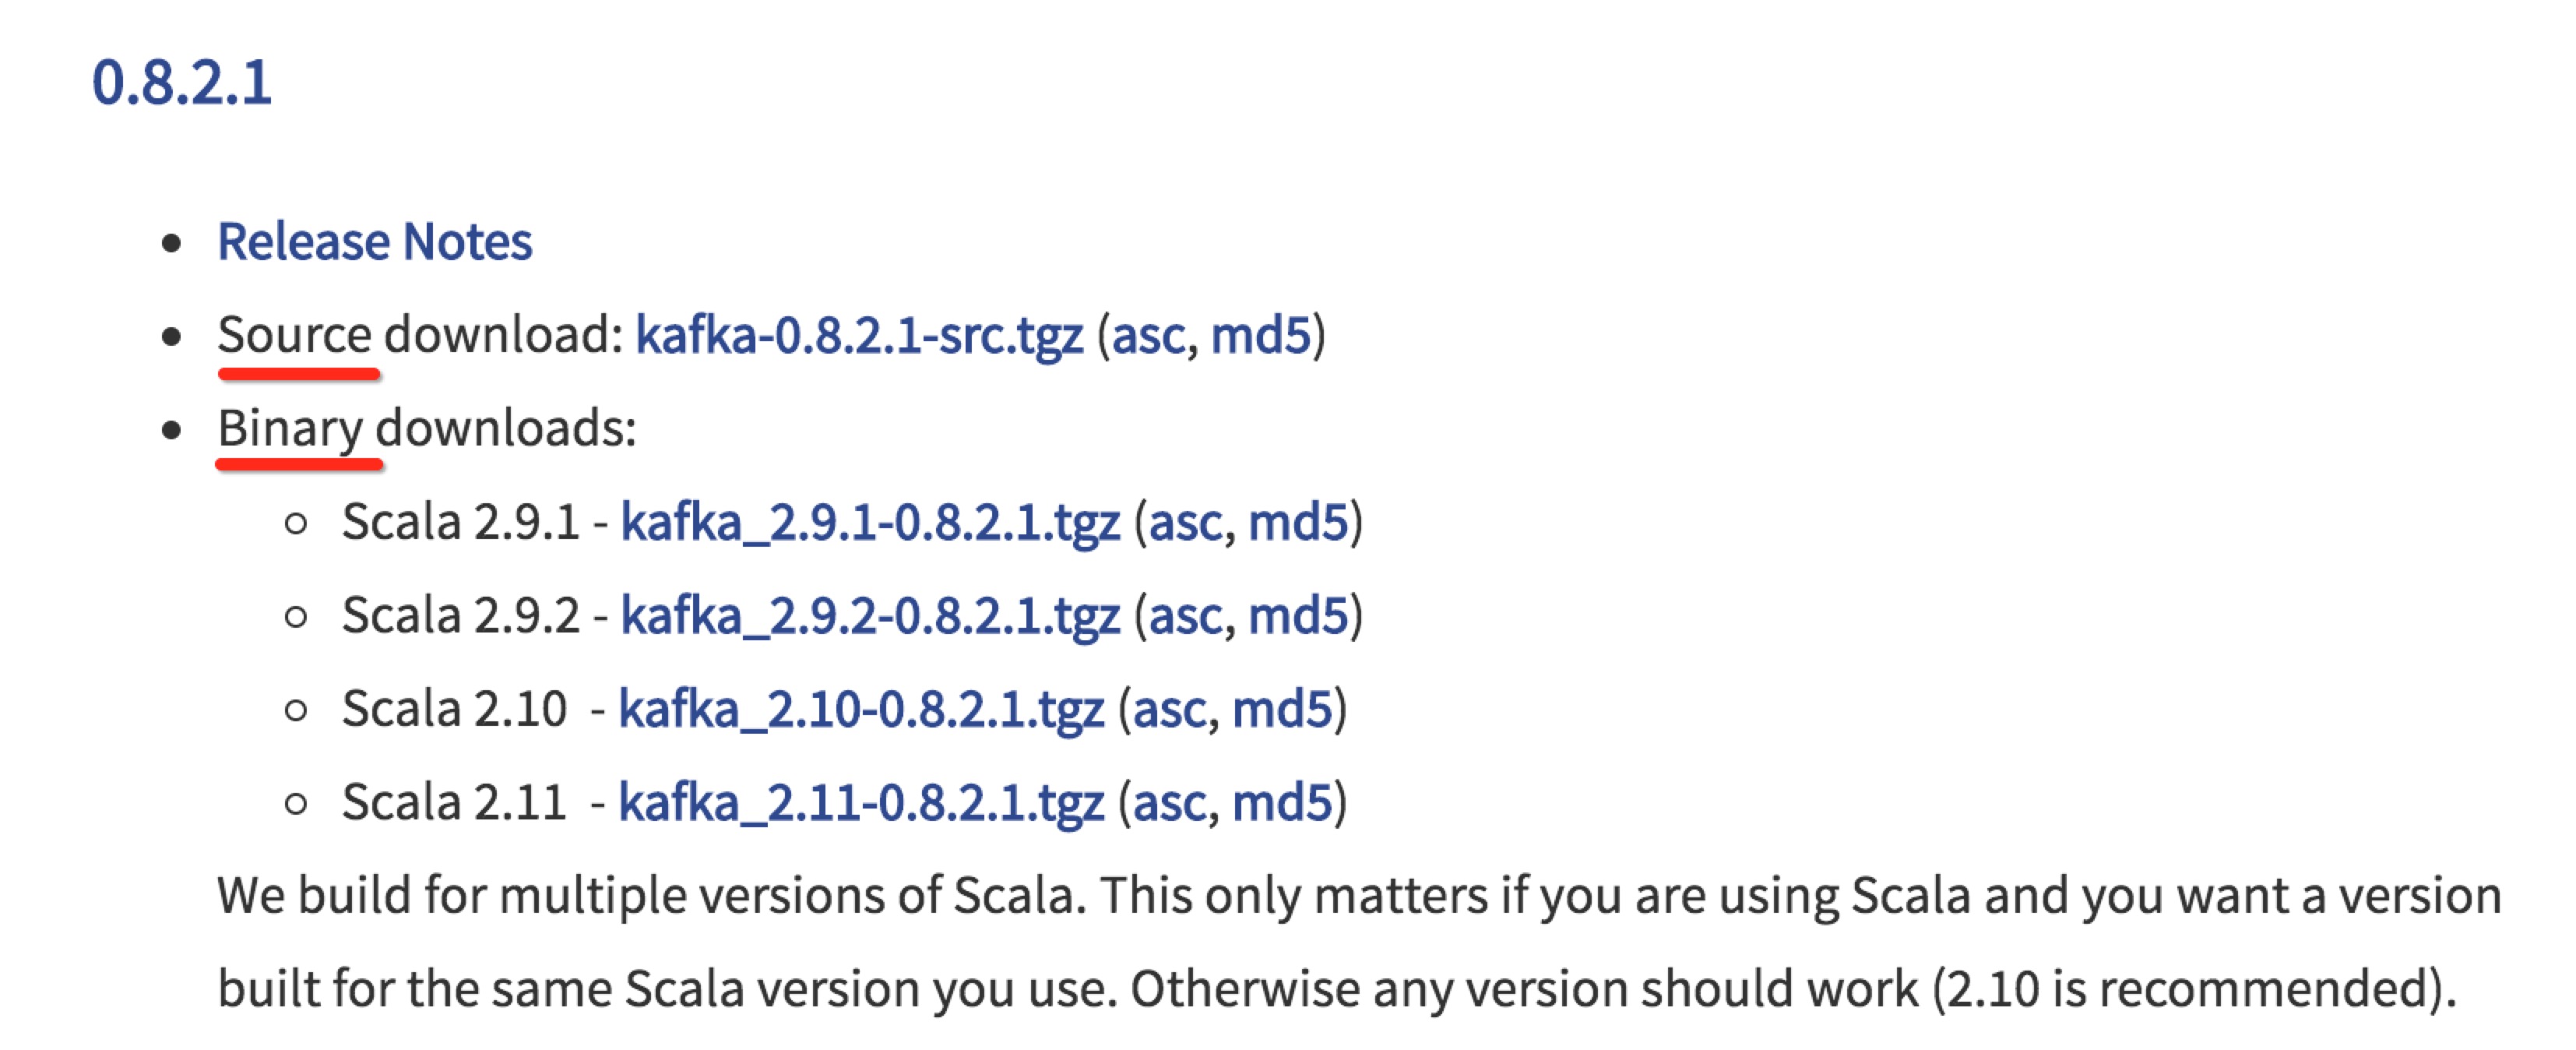 0.8.2.1
Release Notes
Source download: kafka-0.8.2.1-src.tgz (asc, md5)
Binary downloads:
Scala 2.9.1 - kafka_2.9.1-0.8.2.1.tgz (asc, md5)
Scala 2.9.2 - kafka_2.9.2-0.8.2.1.tgz (asc, md5)
Scala 2.10 - kafka_2.10-0.8.2.1.tgz (asc, md5)
Scala 2.11 - kafka_2.11-0.8.2.1.tgz (asc, md5)
We build for multiple versions of Scala. This only matters if you are using Scala and you want a version
built for the same Scala version you use. Otherwise any version should work (2.10 is recommended).